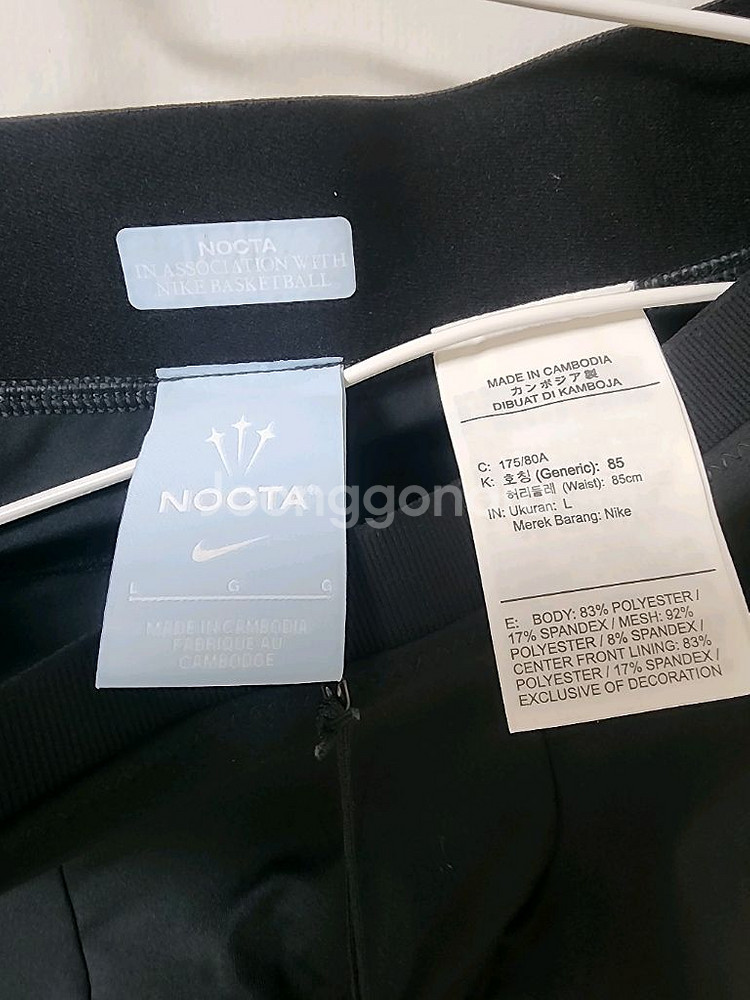 NOCTA
IN ASSOCIATION WITH
NIKE BASKETBALL
NOCTA
L G G
MADE IN CAMBODIA
FABRIQUÉ AU
CAMBODGE
MADE IN CAMBODIA
カンボジア製
DIBUAT DI KAMBOJA
C: 175/80A
K: 호칭 (Generic): 85
허리둘레 (Waist): 85cm
IN: Ukuran: L
Merek Barang: Nike
E: BODY: 83% POLYESTER /
17% SPANDEX / MESH: 92%
POLYESTER / 8% SPANDEX /
CENTER FRONT LINING: 83%
POLYESTER / 17% SPANDEX /
EXCLUSIVE OF DECORATION